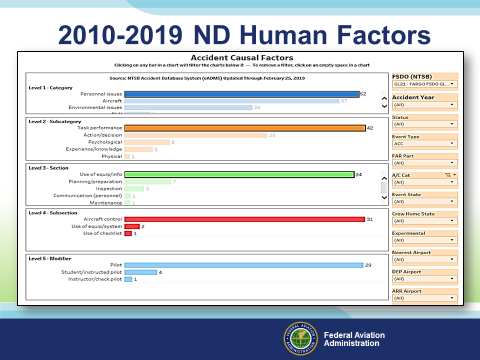 2010-2019 ND Human Factors
Accident Causal Factors
Clicking on any bar in a chart will filter the charts below it — To remove a filter, click on an empty space in a chart
Source: NTSB Accident Database System (eADMS) Updated Through February 25, 2019
Level 1 - Category
Personnel issues 62
Aircraft 57
Environmental issues 34
Level 2 - Subcategory
Task performance 42
Action/decision 25
Psychological 8
Experience/knowledge 5
Physical 1
Level 3 - Section
Use of equip/info 34
Planning/preparation 7
Inspection 3
Communication (personnel) 1
Maintenance 1
Level 4 - Subsection
Aircraft control 31
Use of equip/system 2
Use of checklist 1
Level 5 - Modifier
Pilot 29
Student/instructed pilot 4
Instructor/check pilot 1
FSDO (NTSB)
GL21 - FARGO FSDO GL...
Accident Year
(All)
Status
(All)
Event Type
ACC
FAR Part
(All)
A/C Cat
(All)
Event State
(All)
Crew Home State
(All)
Experimental
(All)
Nearest Airport
(All)
DEP Airport
(All)
ARR Airport
(All)
Federal Aviation
Administration